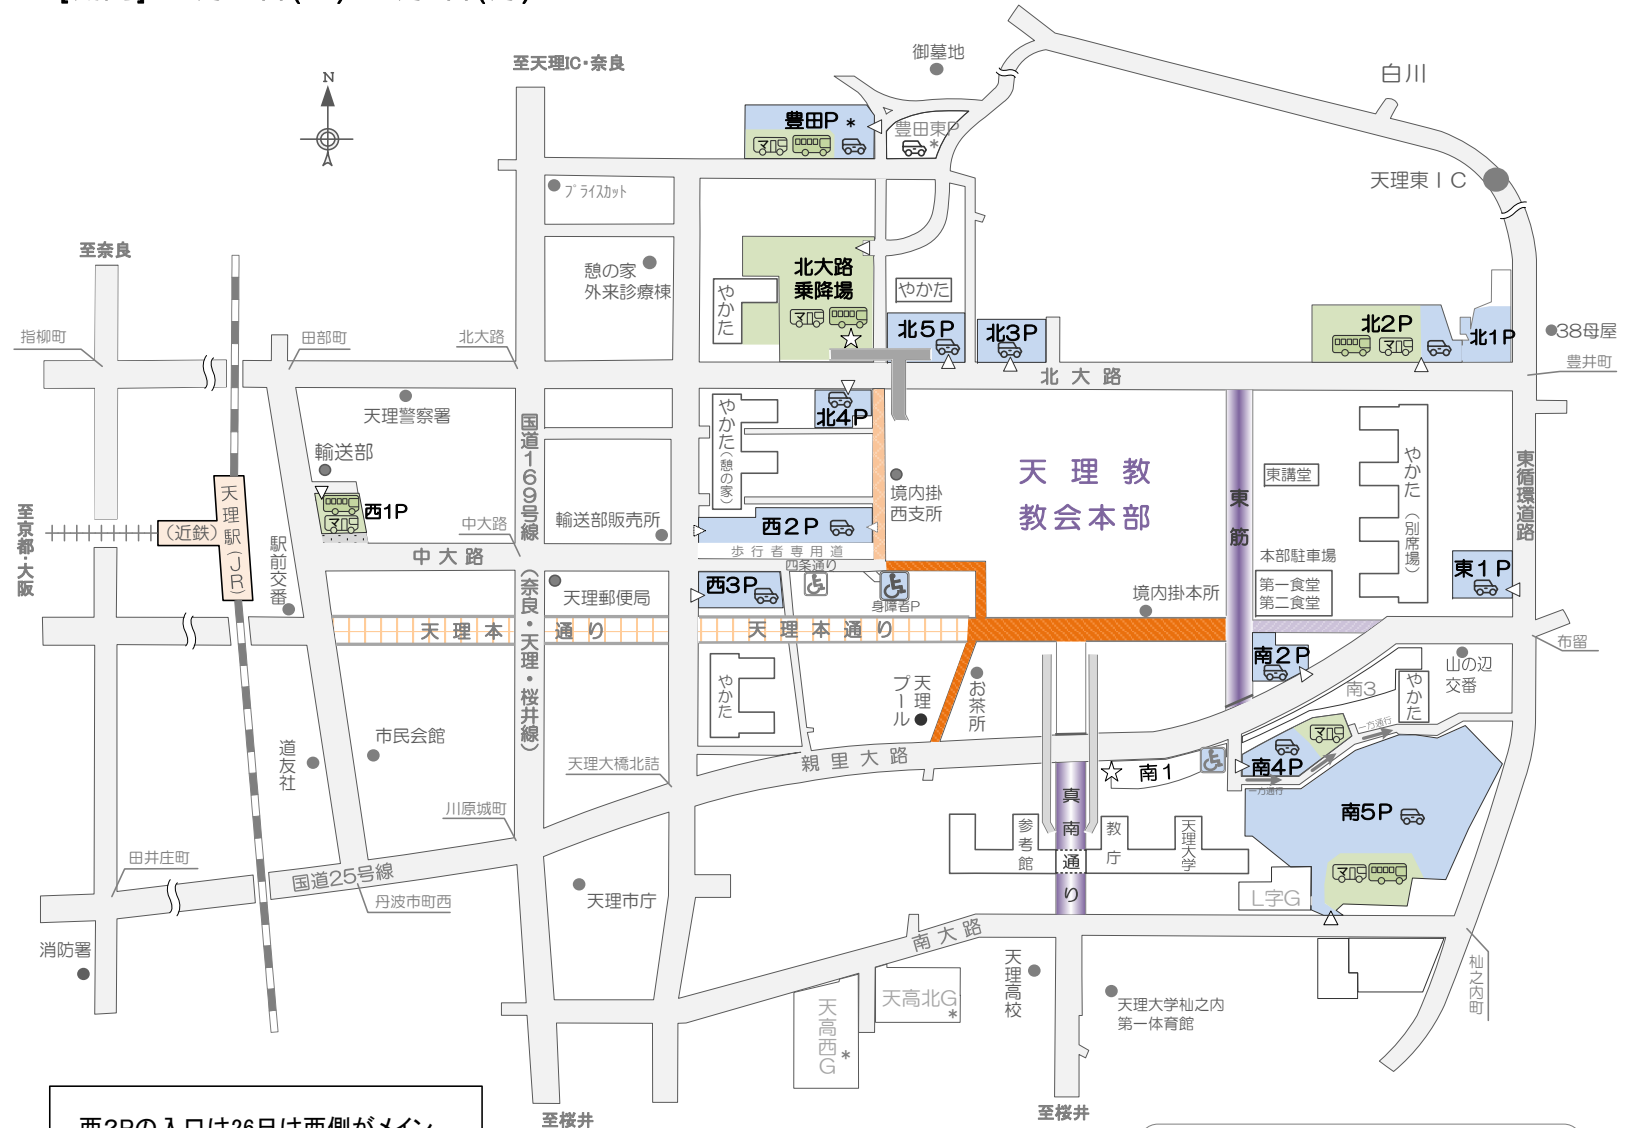 至天理IC・奈良
御墓地
白川
N
豊田P *
豊田東P
*
天理東IC
プライスカット
至奈良
憩の家
外来診療棟
北大路
乗降場
やかた
やかた
北5P
北3P
北2P
北1P
38母屋
豊井町
指柳町
田部町
北大路
北大路
天理警察署
北4P
やかた(憩の家)
国道169号線
(奈良・天理・桜井線)
天理教
教会本部
東筋
東講堂
やかた(別席場)
東循環道路
輸送部
西1P
中大路
輸送部販売所
西2P
境内掛
西支所
至京都・大阪
天理駅(JR)
(近鉄)
駅前交番
中大路
歩行者専用道
四条通り
本部駐車場
東1P
西3P
身障者P
天理郵便局
境内掛本所
第一食堂
第二食堂
天理本通り
天理本通り
布留
南2P
山の辺
交番
南3
やかた
やかた
天理
プール
お茶所
一方通行
市民会館
道友社
天理大橋北詰
親里大路
南1
南4P
一方通行
川原城町
真南通り
南5P
参考館
教庁
天理大学
田井庄町
国道25号線
丹波市町西
天理市庁
L字G
南大路
消防署
天理高校
杣之内町
天高北G
*
天高西G
*
天理大学杣之内
第一体育館
至桜井
至桜井